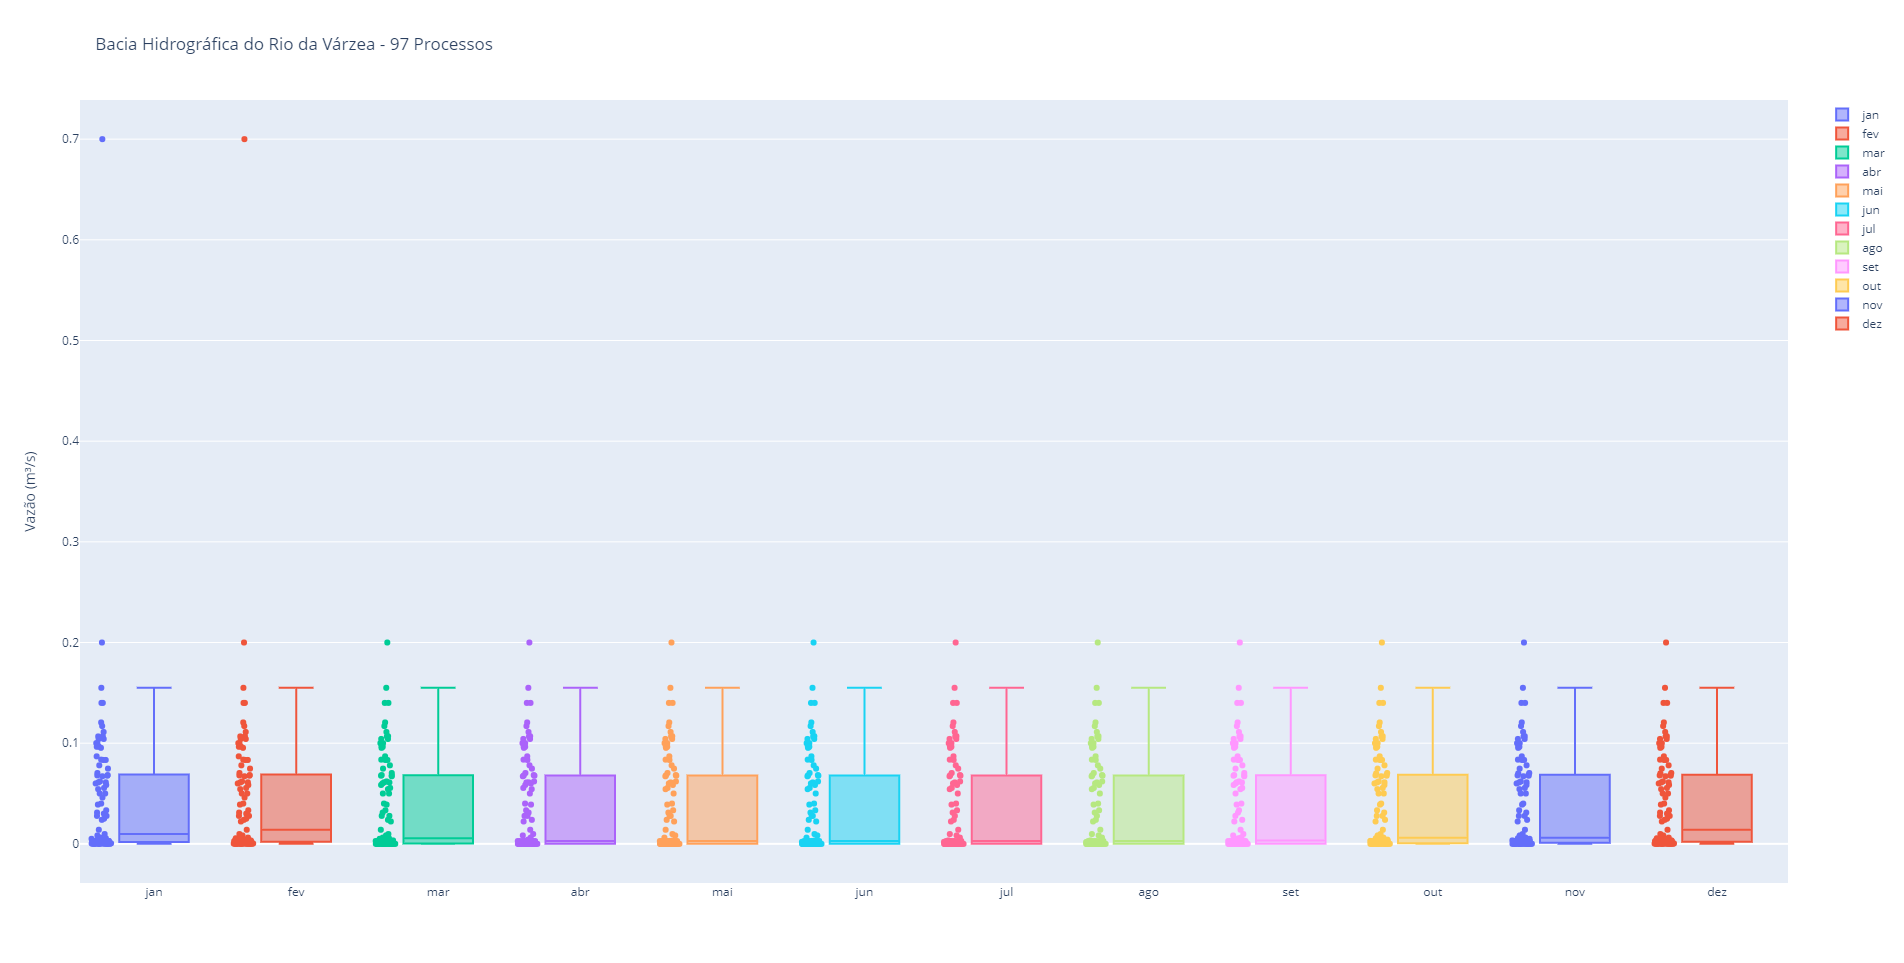 Bacia Hidrográfica do Rio da Várzea - 97 Processos
Vazão (m³/s)
0.7
0.6
0.5
0.4
0.3
0.2
0.1
0
jan fev mar abr mai jun jul ago set out nov dez
jan
fev
mar
abr
mai
jun
jul
ago
set
out
nov
dez